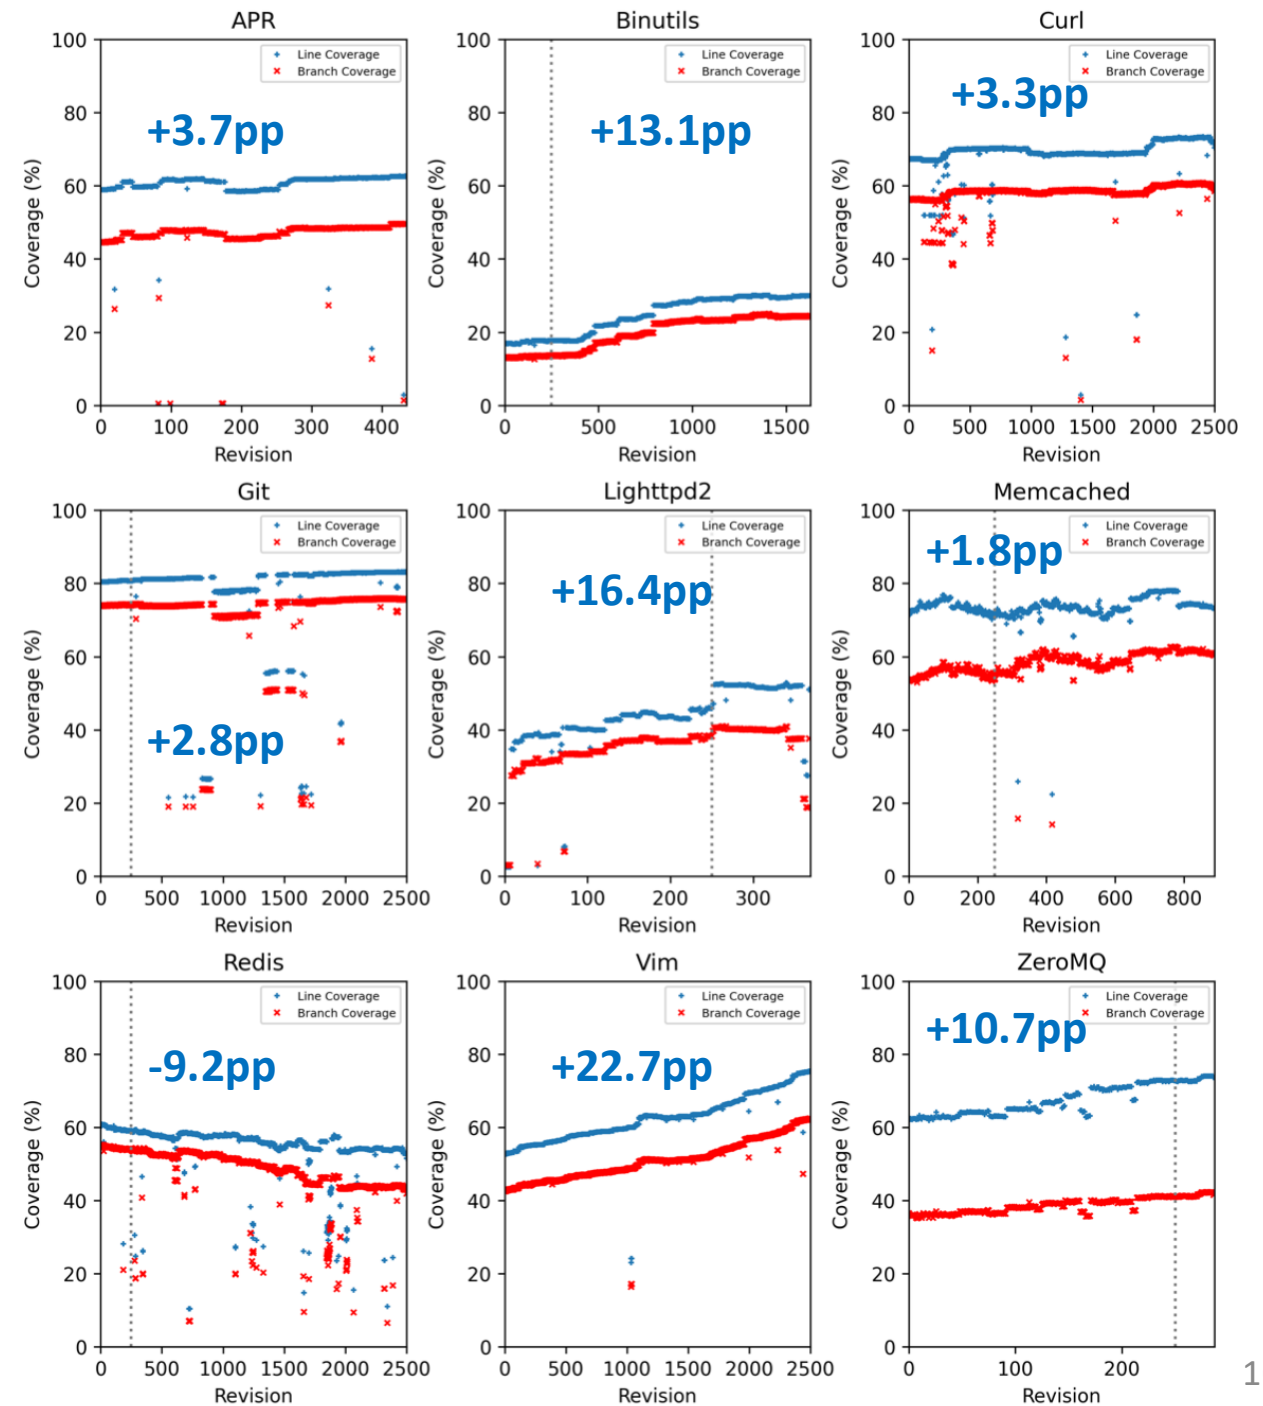 APR
Line Coverage
Branch Coverage
+3.7pp
100
80
60
40
20
0
Coverage (%)
0 100 200 300 400
Revision
Binutils
Line Coverage
Branch Coverage
+13.1pp
100
80
60
40
20
0
Coverage (%)
0 500 1000 1500
Revision
Curl
Line Coverage
Branch Coverage
+3.3pp
100
80
60
40
20
0
Coverage (%)
0 500 1000 1500 2000 2500
Revision
Git
Line Coverage
Branch Coverage
+2.8pp
100
80
60
40
20
0
Coverage (%)
0 500 1000 1500 2000 2500
Revision
Lighttpd2
Line Coverage
Branch Coverage
+16.4pp
100
80
60
40
20
0
Coverage (%)
0 100 200 300
Revision
Memcached
Line Coverage
Branch Coverage
+1.8pp
100
80
60
40
20
0
Coverage (%)
0 200 400 600 800
Revision
Redis
Line Coverage
Branch Coverage
-9.2pp
100
80
60
40
20
0
Coverage (%)
0 500 1000 1500 2000 2500
Revision
Vim
Line Coverage
Branch Coverage
+22.7pp
100
80
60
40
20
0
Coverage (%)
0 500 1000 1500 2000 2500
Revision
ZeroMQ
Line Coverage
Branch Coverage
+10.7pp
100
80
60
40
20
0
Coverage (%)
0 100 200
Revision
1